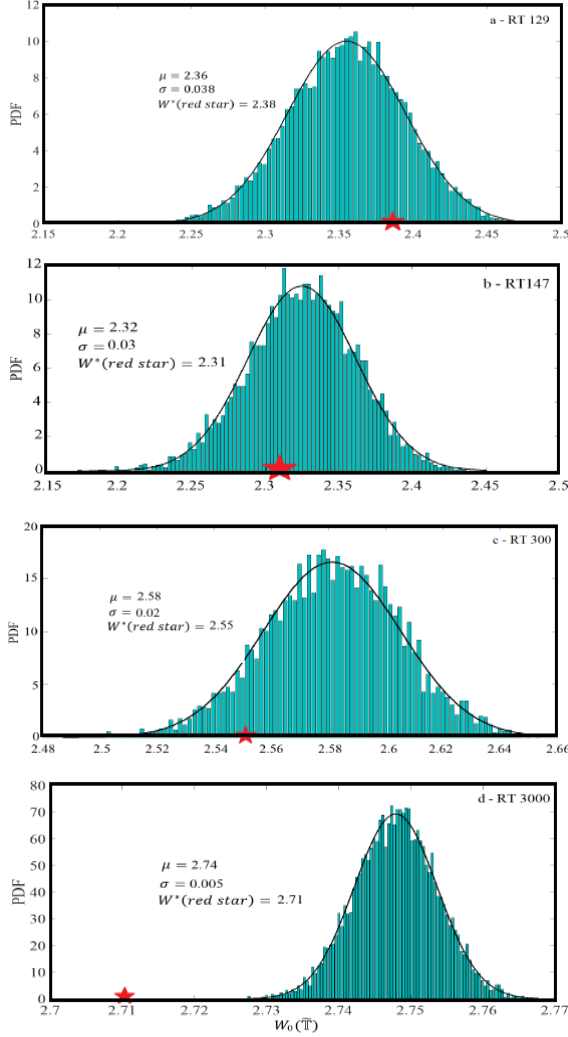 12
a - RT 129
10
μ = 2.36
σ = 0.038
W*(red star) = 2.38
8
PDF
6
4
2
0
2.15 2.2 2.25 2.3 2.35 2.4 2.45 2.5
12
b - RT147
10
μ = 2.32
σ = 0.03
W*(red star) = 2.31
8
PDF
6
4
2
0
2.15 2.2 2.25 2.3 2.35 2.4 2.45 2.5
20
c - RT 300
15
μ = 2.58
σ = 0.02
W*(red star) = 2.55
PDF
10
5
0
2.48 2.5 2.52 2.54 2.56 2.58 2.6 2.62 2.64 2.66
80
d - RT 3000
70
60
μ = 2.74
σ = 0.005
W*(red star) = 2.71
50
PDF
40
30
20
10
0
2.7 2.71 2.72 2.73 2.74 2.75 2.76 2.77
W₀(𝕋)